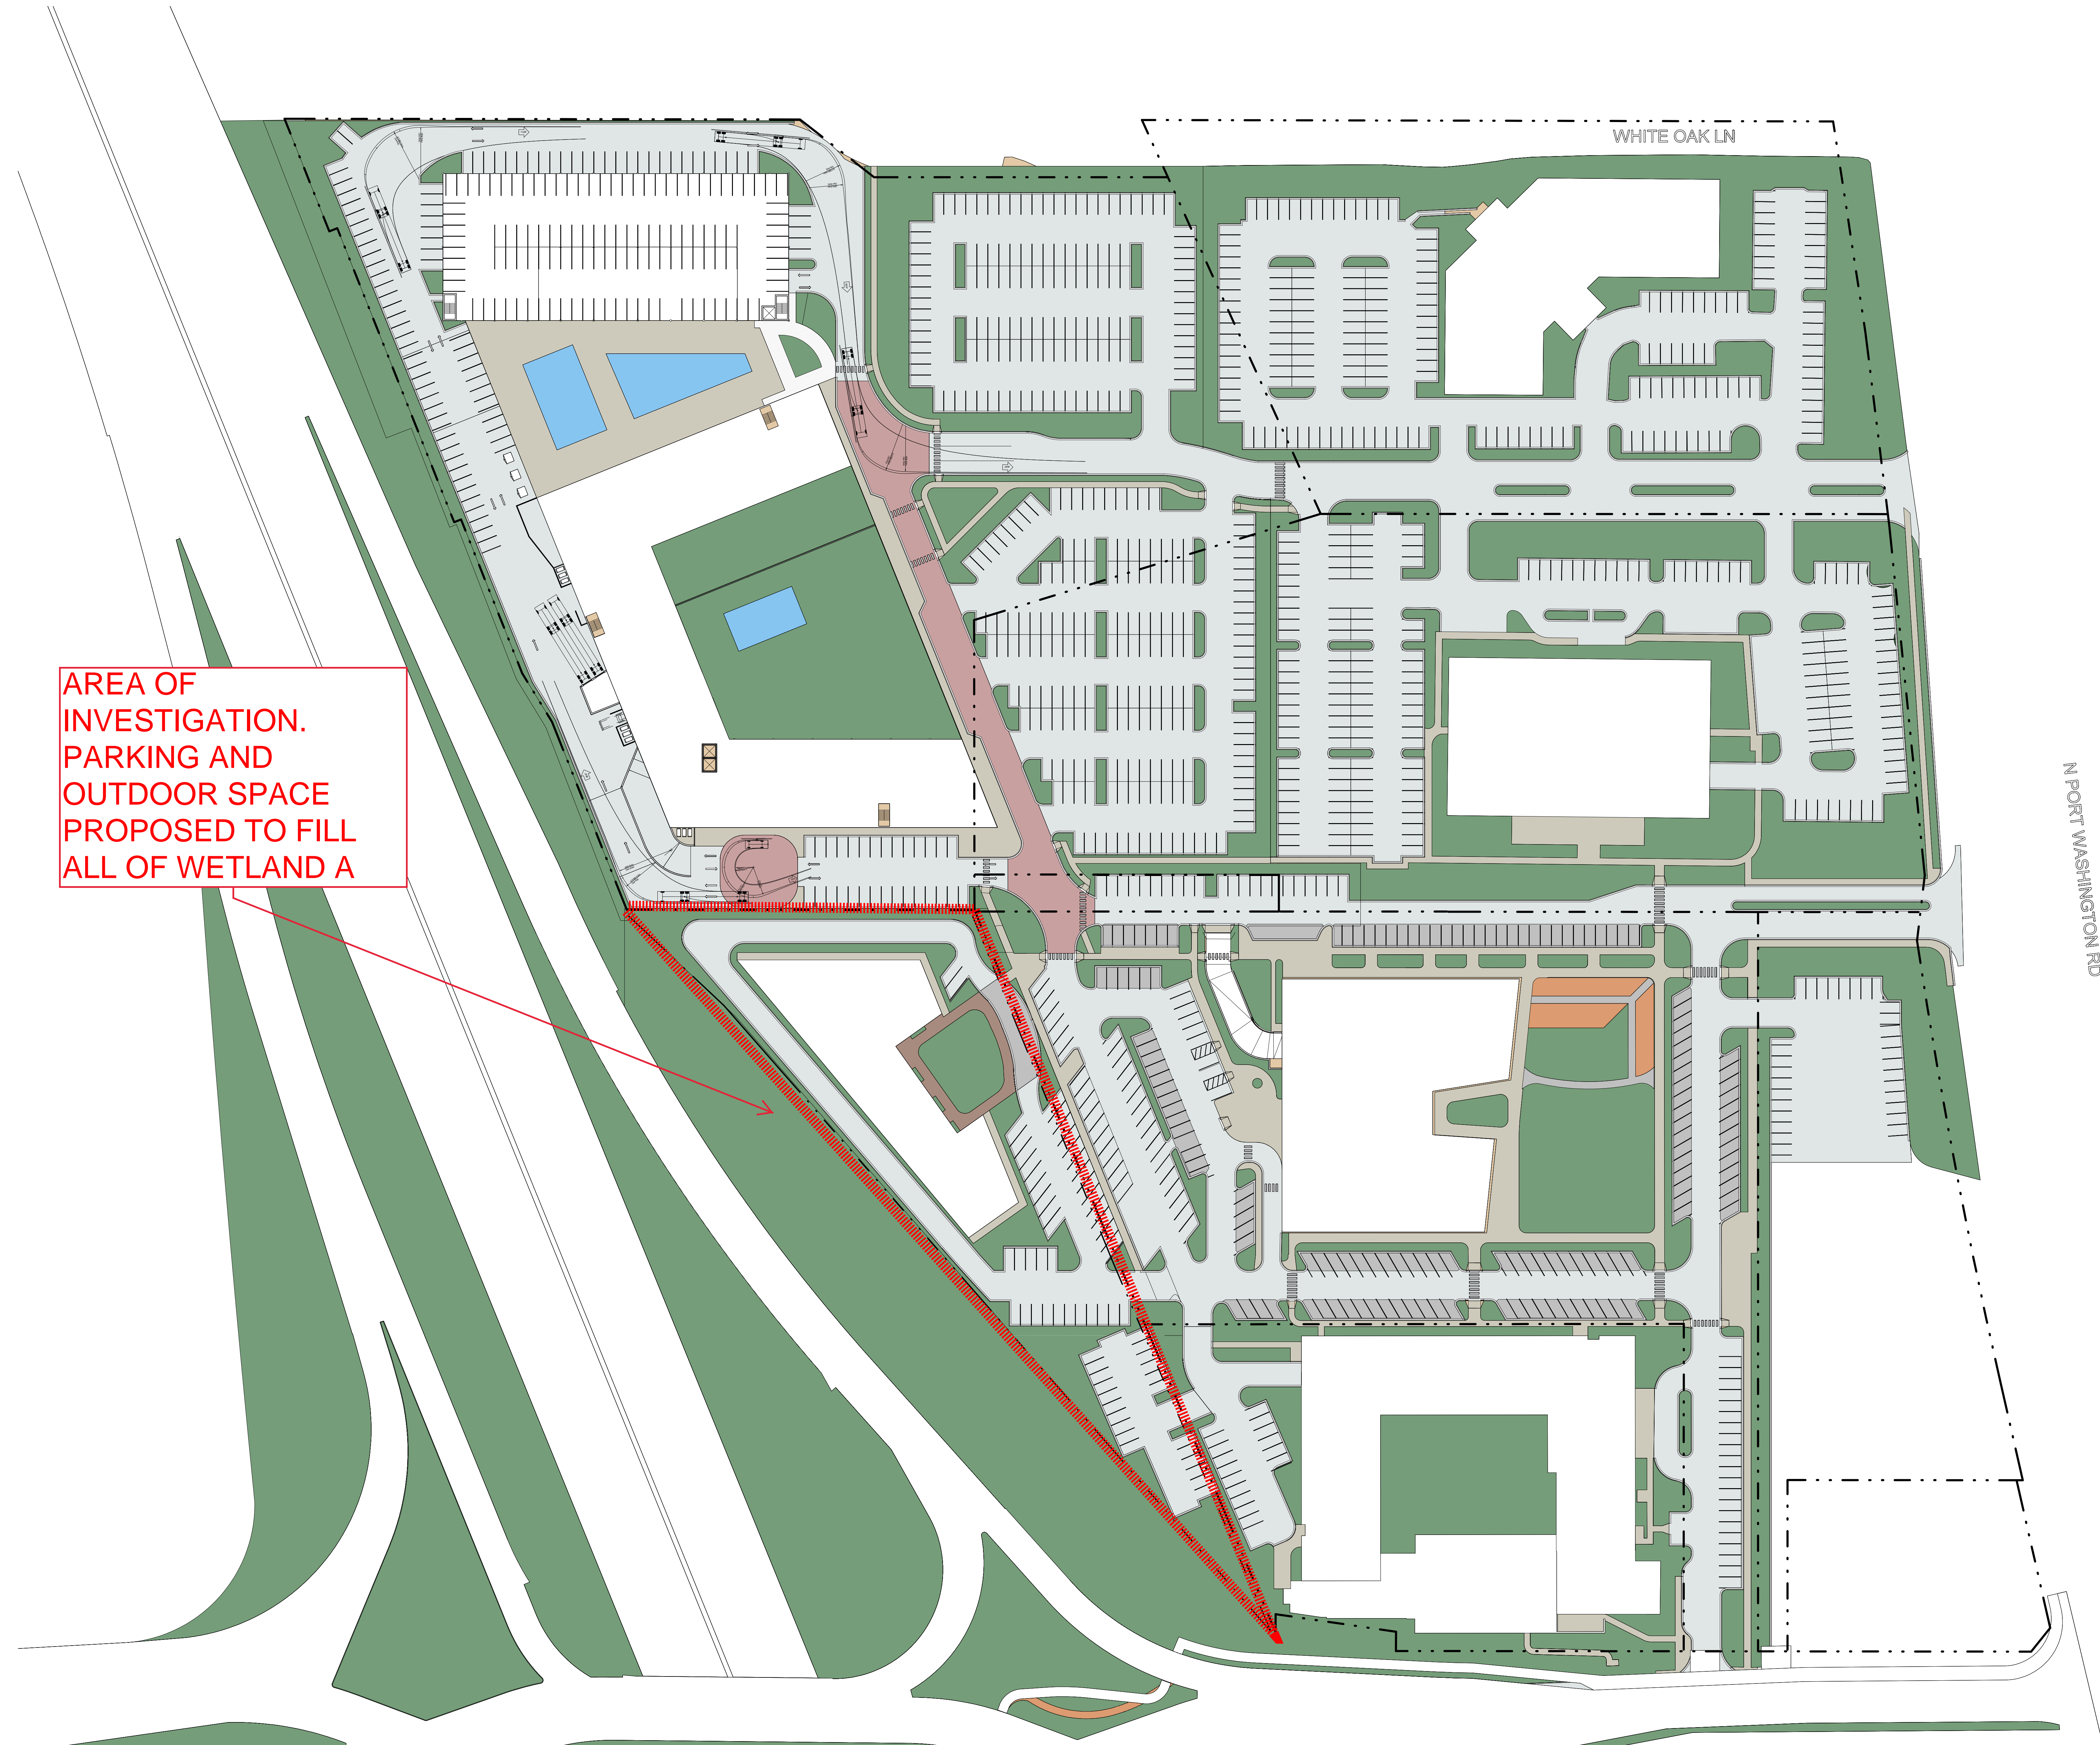 WHITE OAK LN
AREA OF
INVESTIGATION.
PARKING AND
OUTDOOR SPACE
PROPOSED TO FILL
ALL OF WETLAND A
N PORT WASHINGTON RD